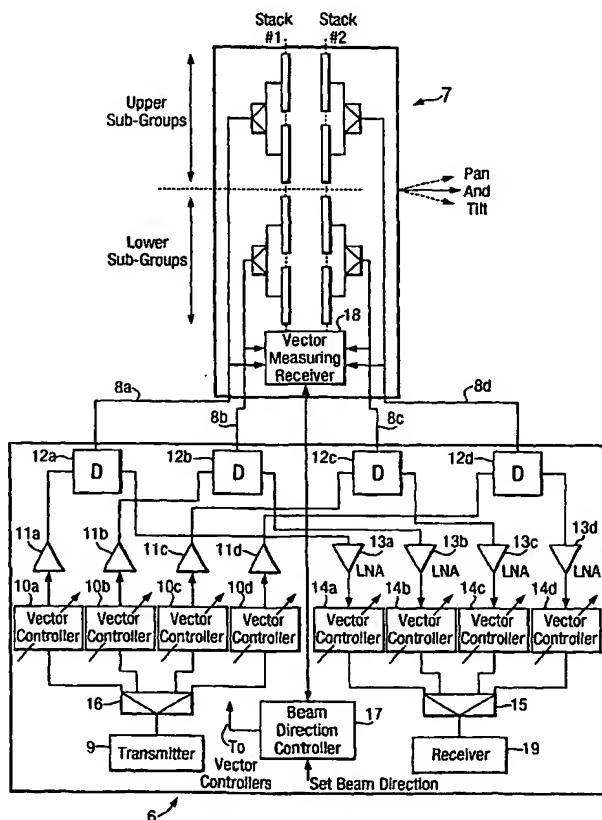 Stack #1
Stack #2
7
Upper Sub-Groups
Pan And Tilt
Lower Sub-Groups
18
Vector Measuring Receiver
8a
8b
8c
8d
12a
12b
12c
12d
D
D
D
D
11a
11b
11c
11d
13a
13b
13c
13d
LNA
LNA
LNA
LNA
10a
10b
10c
10d
14a
14b
14c
14d
Vector Controller
Vector Controller
Vector Controller
Vector Controller
Vector Controller
Vector Controller
Vector Controller
Vector Controller
16
15
9
Transmitter
To Vector Controllers
Beam Direction Controller
17
Receiver
19
Set Beam Direction
6